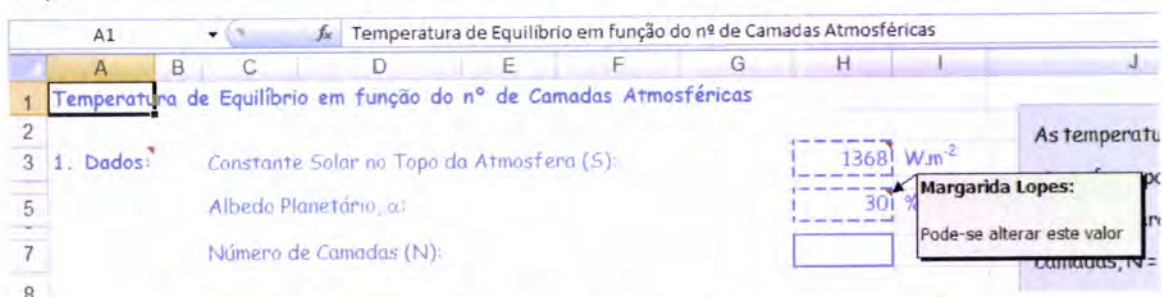 A1 fx Temperatura de Equilíbrio em função do nº de Camadas Atmosféricas
A B C D E F G H I J
1 Temperatura de Equilíbrio em função do nº de Camadas Atmosféricas
2
As temperatu
3 1. Dados: Constante Solar no Topo da Atmosfera (S): 1368 W.m⁻²
Margarida Lopes:
5 Albedo Planetário, α: 30 %
Pode-se alterar este valor
7 Número de Camadas (N):
camadas, N =
8